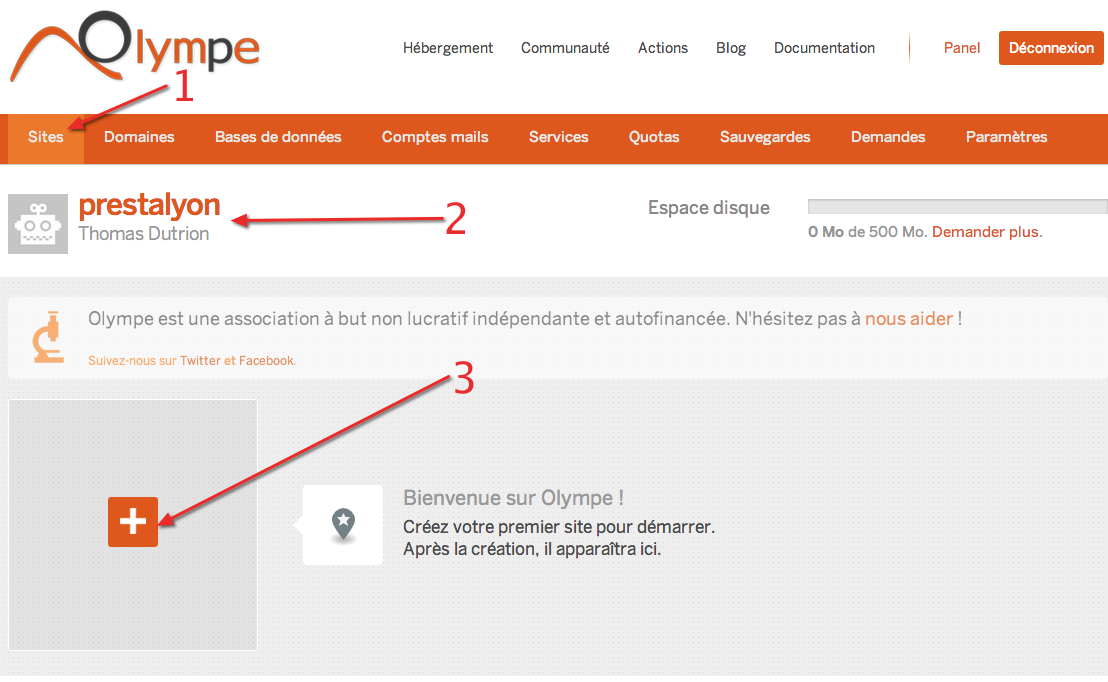 Olympe
Hébergement Communauté Actions Blog Documentation Panel Déconnexion
1
Sites Domaines Bases de données Comptes mails Services Quotas Sauvegardes Demandes Paramètres
prestalyon
Thomas Dutrion
2
Espace disque
0 Mo de 500 Mo. Demander plus.
Olympe est une association à but non lucratif indépendante et autofinancée. N'hésitez pas à nous aider !
Suivez-nous sur Twitter et Facebook.
3
Bienvenue sur Olympe !
Créez votre premier site pour démarrer.
Après la création, il apparaîtra ici.